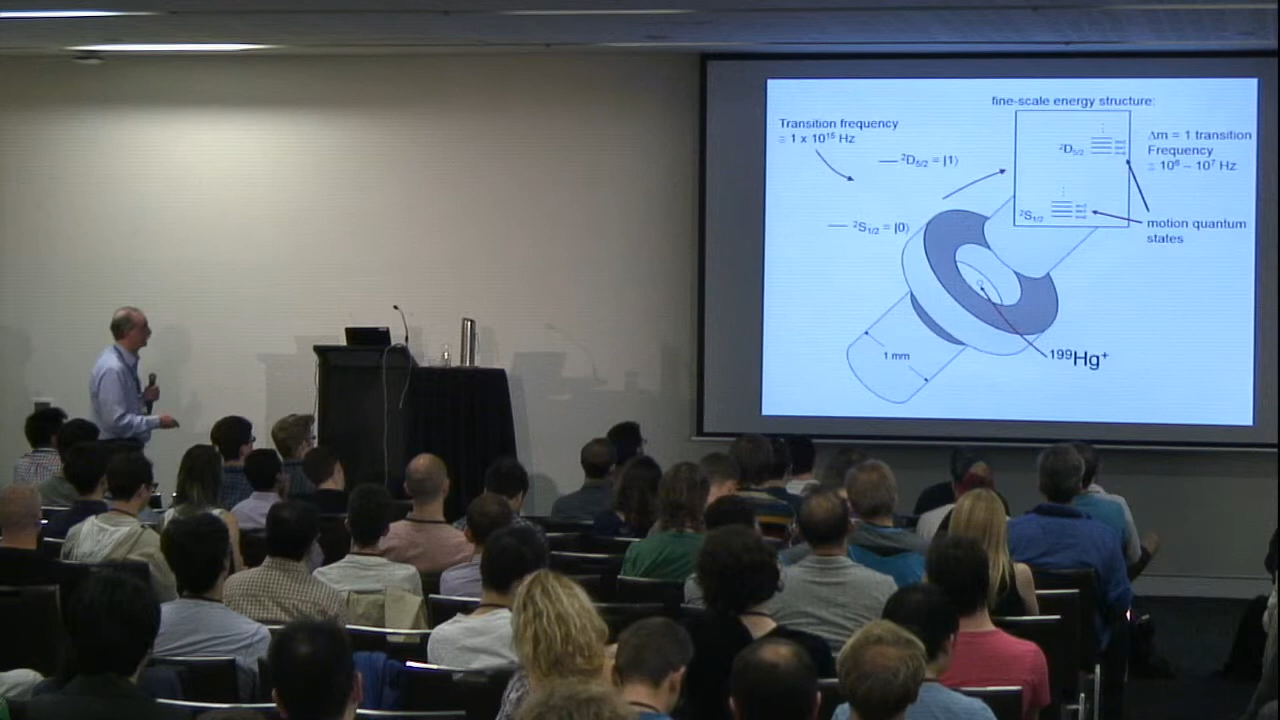 fine-scale energy structure:
Transition frequency
≅ 1 x 10¹⁵ Hz
²D₅/₂ = |1⟩
²S₁/₂ = |0⟩
²D₅/₂
²S₁/₂
Δm = 1 transition
Frequency
≅ 10⁶ – 10⁷ Hz
motion quantum
states
1 mm
¹⁹⁹Hg⁺